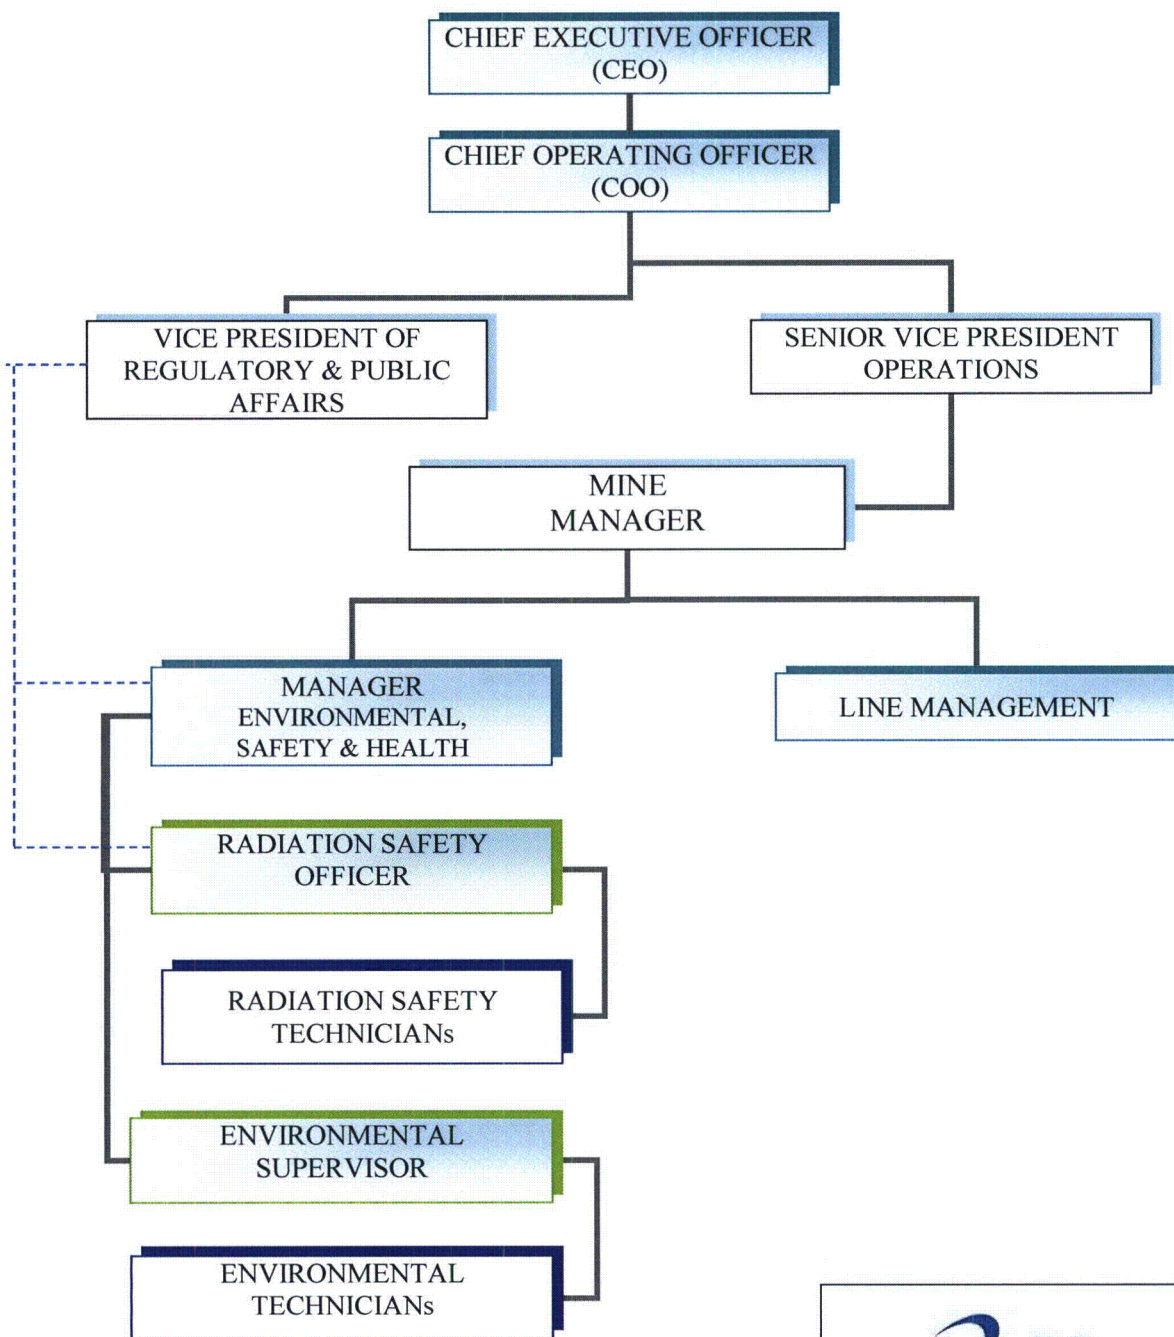 CHIEF EXECUTIVE OFFICER
(CEO)
CHIEF OPERATING OFFICER
(COO)
VICE PRESIDENT OF
REGULATORY & PUBLIC
AFFAIRS
SENIOR VICE PRESIDENT
OPERATIONS
MINE
MANAGER
MANAGER
ENVIRONMENTAL,
SAFETY & HEALTH
LINE MANAGEMENT
RADIATION SAFETY
OFFICER
RADIATION SAFETY
TECHNICIANs
ENVIRONMENTAL
SUPERVISOR
ENVIRONMENTAL
TECHNICIANs